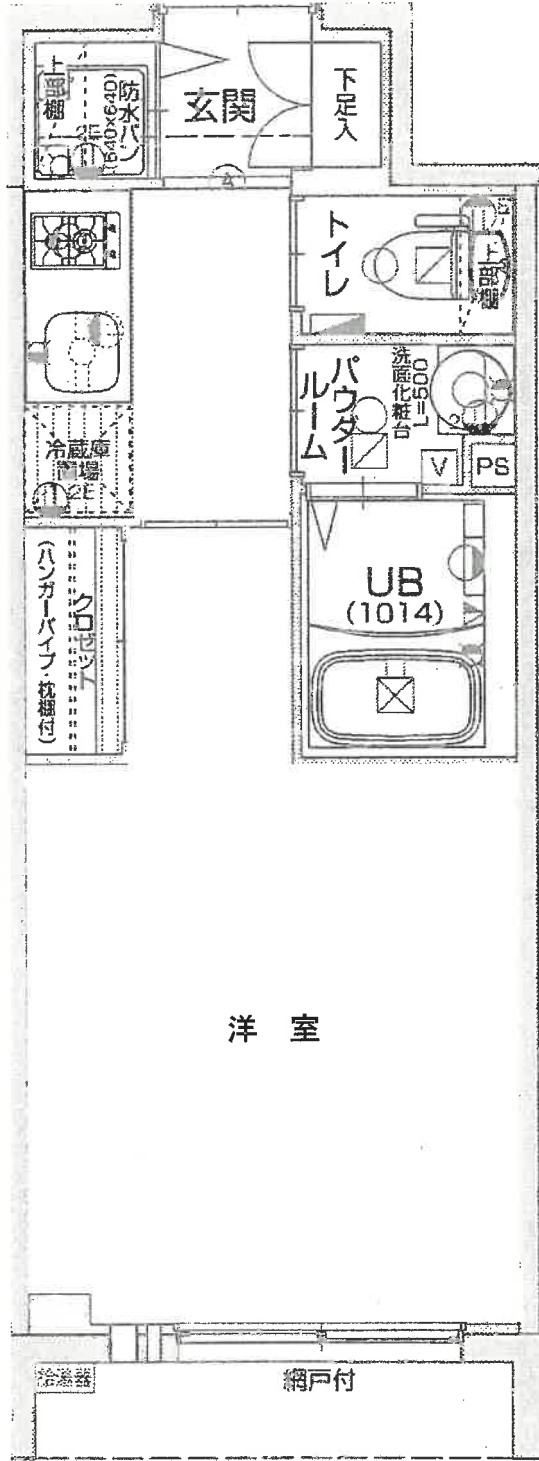 上部棚
防水パン
(640×640)
玄関
下足入
トイレ
上部棚
パウダー
ルーム
洗面化粧台
L=500
V
PS
冷蔵庫
置場
2E
クロゼット
(ハンガーパイプ・枕棚付)
UB
(1014)
洋 室
給湯器
網戸付